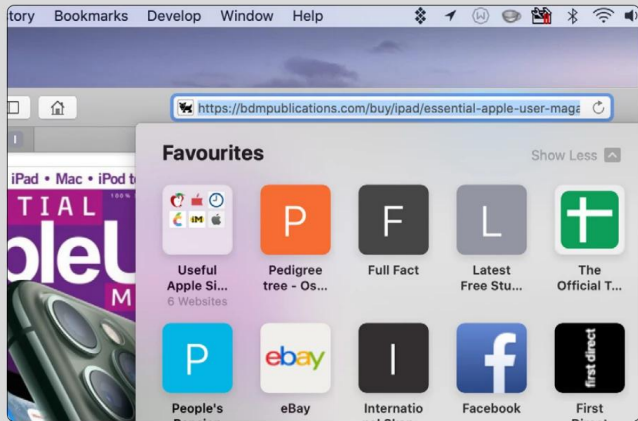 tory Bookmarks Develop Window Help
https://bdmpublications.com/buy/ipad/essential-apple-user-maga
iPad • Mac • iPod t
TIAL
100%
pleU
M
Favourites
Show Less
P
F
L
Useful
Apple Si...
6 Websites
Pedigree
tree - Os...
Full Fact
Latest
Free Stu...
The
Official T...
P
ebay
I
f
first direct
People's
eBay
Internatio
Facebook
First